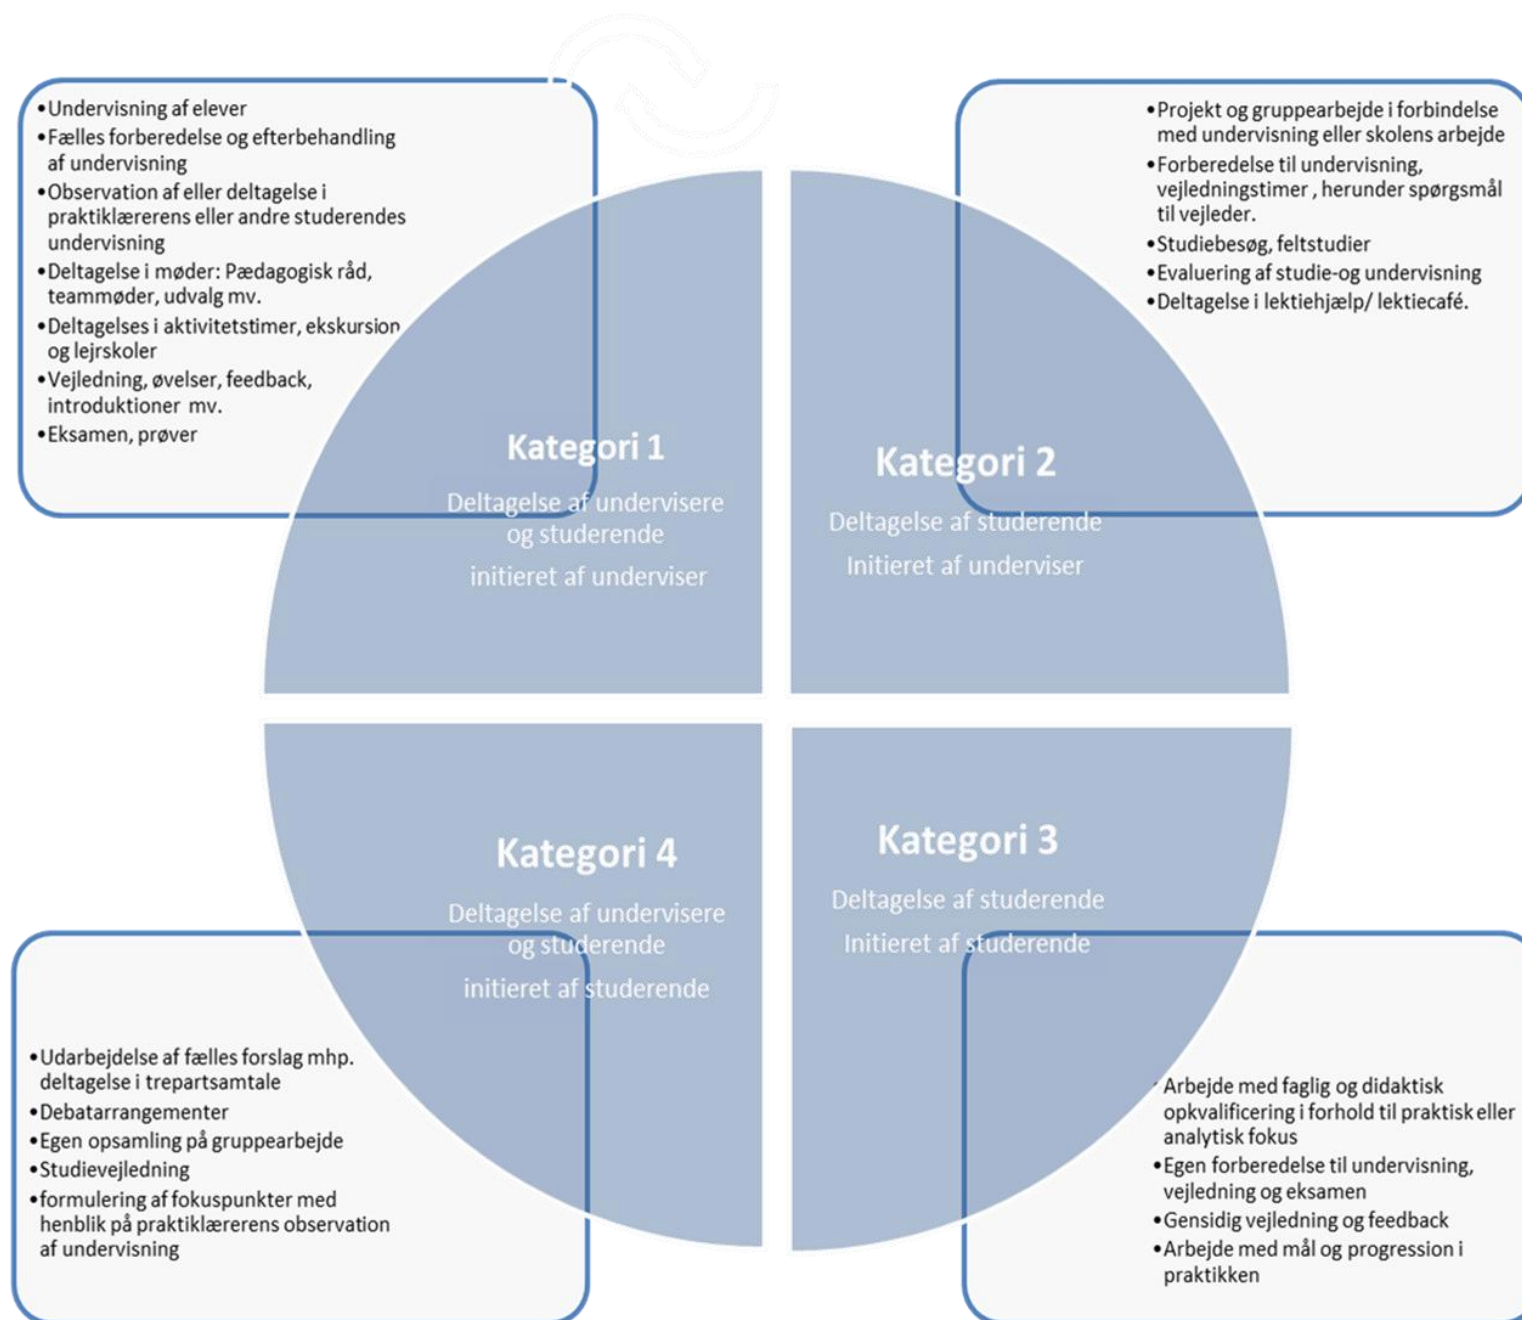 •Undervisning af elever
•Fælles forberedelse og efterbehandling
af undervisning
•Observation af eller deltagelse i
praktiklærerens eller andre studerendes
undervisning
•Deltagelse i møder: Pædagogisk råd,
teammøder, udvalg mv.
•Deltagelses i aktivitetstimer, ekskursion
og lejrskoler
•Vejledning, øvelser, feedback,
introduktioner mv.
•Eksamen, prøver
Kategori 1
Deltagelse af undervisere
og studerende
initieret af underviser
•Projekt og gruppearbejde i forbindelse
med undervisning eller skolens arbejde
•Forberedelse til undervisning,
vejledningstimer , herunder spørgsmål
til vejleder.
•Studiebesøg, feltstudier
•Evaluering af studie-og undervisning
•Deltagelse i lektiehjælp/ lektiecafé.
Kategori 2
Deltagelse af studerende
Initieret af underviser
Kategori 4
Deltagelse af undervisere
og studerende
initieret af studerende
•Udarbejdelse af fælles forslag mhp.
deltagelse i trepartsamtale
•Debatarrangementer
•Egen opsamling på gruppearbejde
•Studievejledning
•formulering af fokuspunkter med
henblik på praktiklærerens observation
af undervisning
Kategori 3
Deltagelse af studerende
Initieret af studerende
•Arbejde med faglig og didaktisk
opkvalificering i forhold til praktisk eller
analytisk fokus
•Egen forberedelse til undervisning,
vejledning og eksamen
•Gensidig vejledning og feedback
•Arbejde med mål og progression i
praktikken